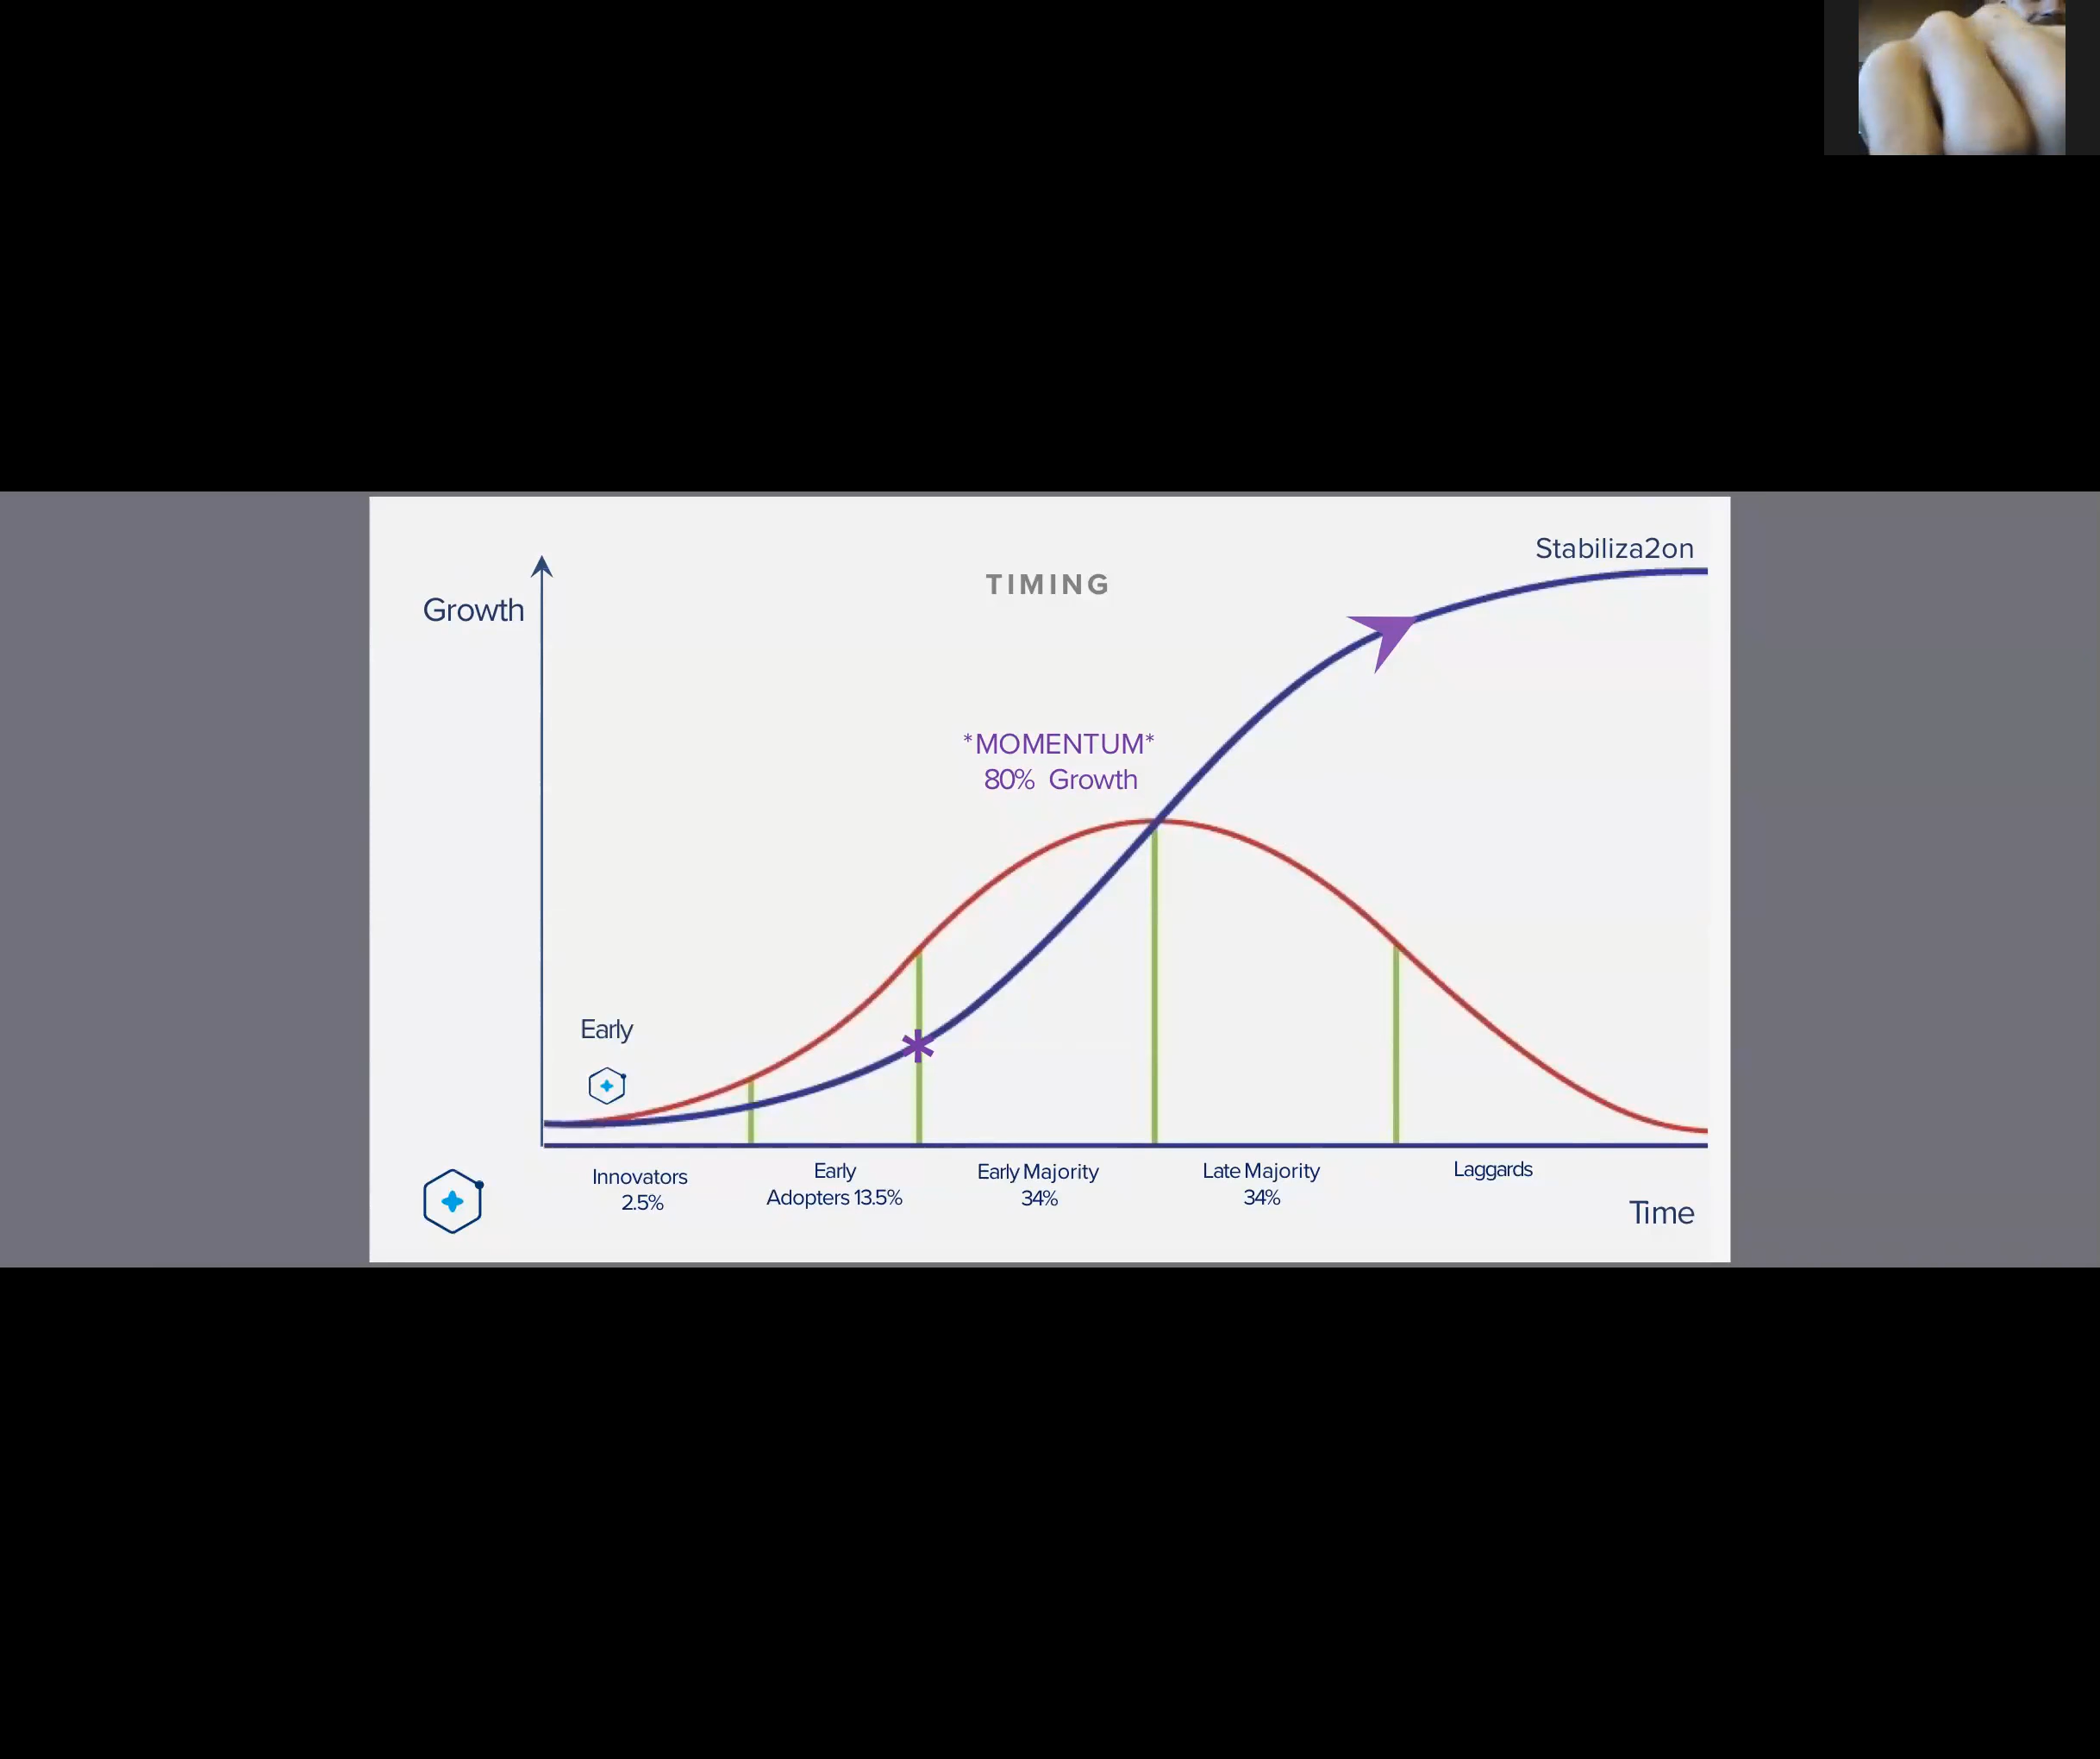 TIMING
Stabiliza2on
Growth
*MOMENTUM*
80% Growth
Early
Innovators
2.5%
Early
Adopters 13.5%
Early Majority
34%
Late Majority
34%
Laggards
Time